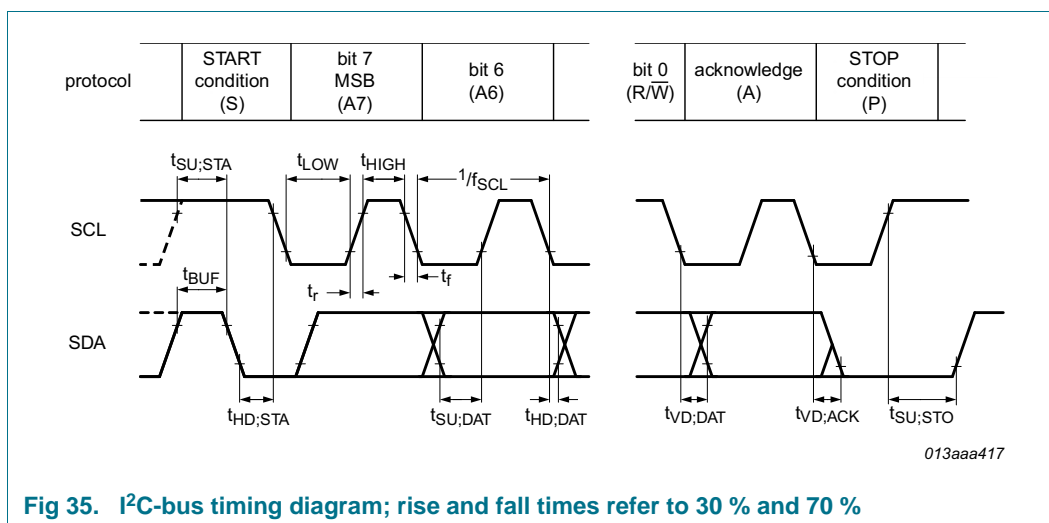 protocol
START
condition
(S)
bit 7
MSB
(A7)
bit 6
(A6)
bit 0
(R/W̅)
acknowledge
(A)
STOP
condition
(P)
tSU;STA
tLOW
tHIGH
1/fSCL
SCL
tBUF
tr
tf
SDA
tHD;STA
tSU;DAT
tHD;DAT
tVD;DAT
tVD;ACK
tSU;STO
013aaa417
Fig 35. I²C-bus timing diagram; rise and fall times refer to 30 % and 70 %